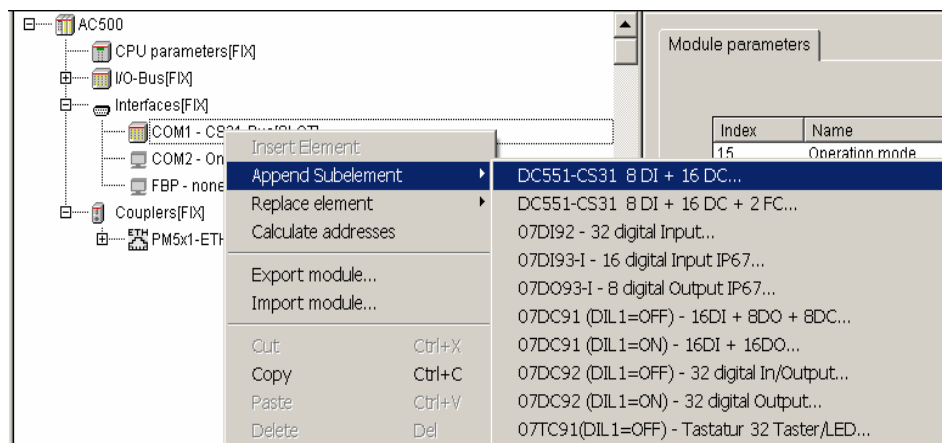 AC500
CPU parameters[FIX]
I/O-Bus[FIX]
Interfaces[FIX]
COM1 - CS31-Bus[SLOT]
COM2 - On
FBP - none
Couplers[FIX]
ETH PM5x1-ETH
Insert Element
Append Subelement
Replace element
Calculate addresses
Export module...
Import module...
Cut Ctrl+X
Copy Ctrl+C
Paste Ctrl+V
Delete Del
DC551-CS31 8 DI + 16 DC...
DC551-CS31 8 DI + 16 DC + 2 FC...
07DI92 - 32 digital Input...
07DI93-I - 16 digital Input IP67...
07DO93-I - 8 digital Output IP67...
07DC91 (DIL1=OFF) - 16DI + 8DO + 8DC...
07DC91 (DIL1=ON) - 16DI + 16DO...
07DC92 (DIL1=OFF) - 32 digital In/Output...
07DC92 (DIL1=ON) - 32 digital Output...
07TC91(DIL1=OFF) - Tastatur 32 Taster/LED...
Module parameters
Index Name
15 Operation mode